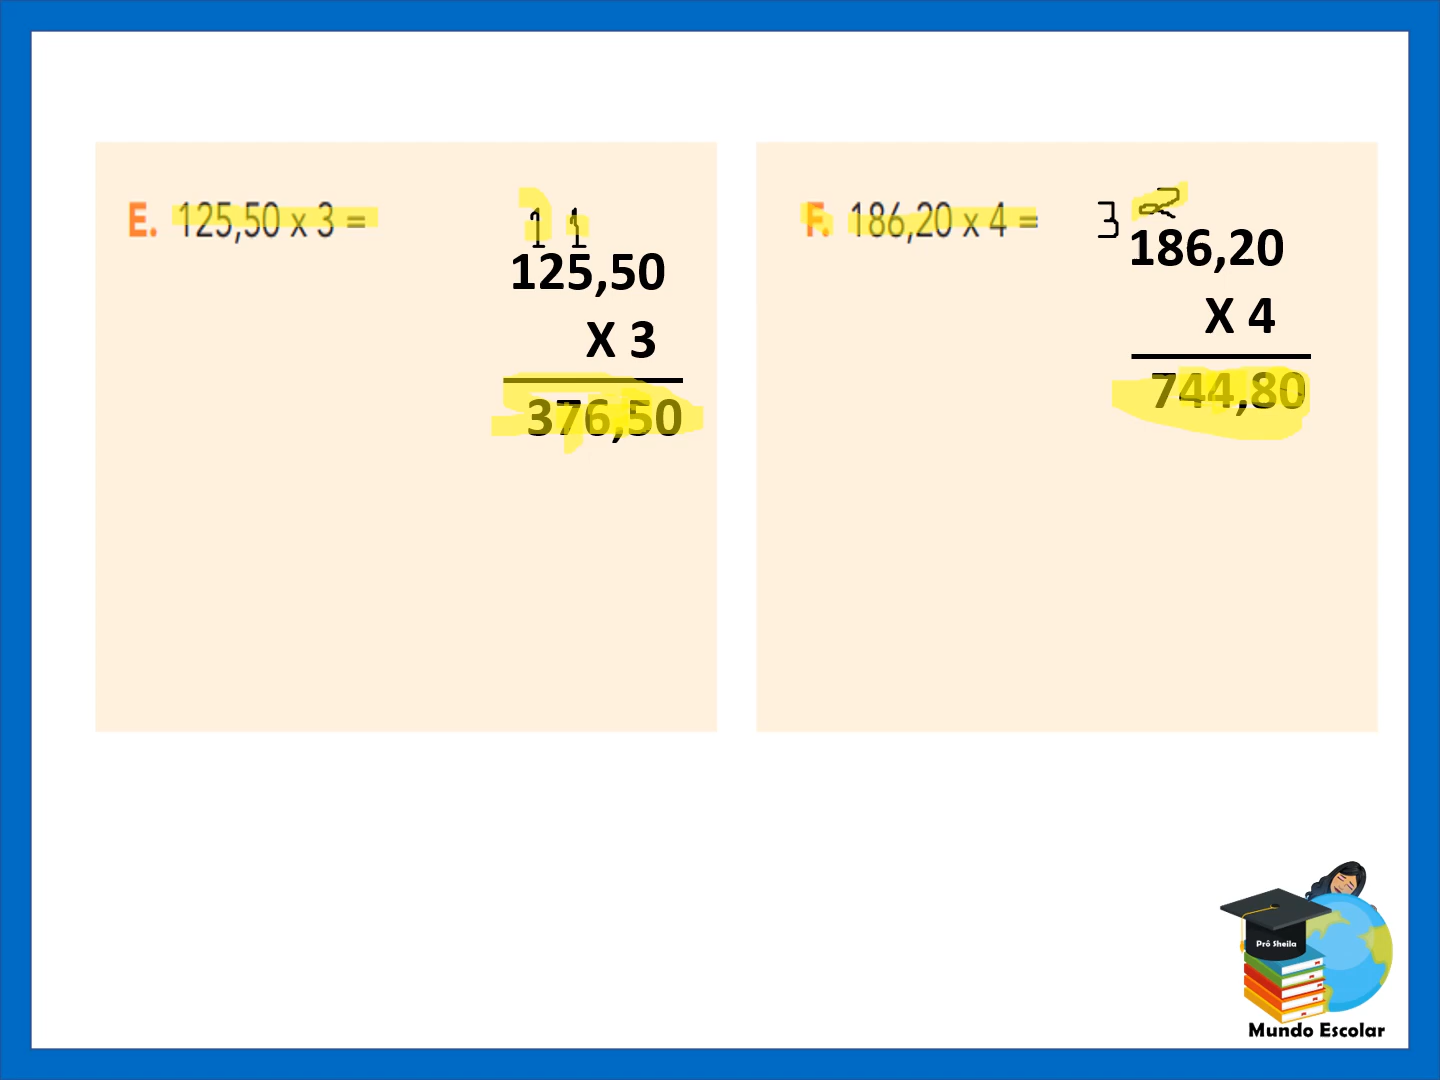 E. 125,50 x 3 =
1 1
125,50
X 3
376,50
F. 186,20 x 4 =
3 2
186,20
X 4
744,80
Prô Sheila
Mundo Escolar